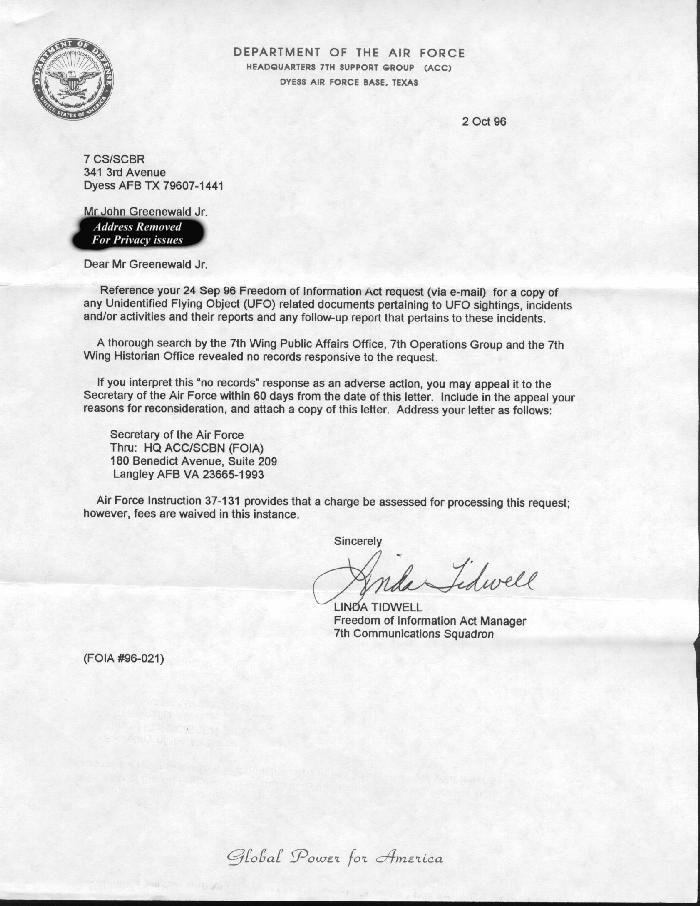 DEPARTMENT OF DEFENSE
UNITED STATES OF AMERICA
DEPARTMENT OF THE AIR FORCE
HEADQUARTERS 7TH SUPPORT GROUP (ACC)
DYESS AIR FORCE BASE, TEXAS
2 Oct 96
7 CS/SCBR
341 3rd Avenue
Dyess AFB TX 79607-1441
Mr John Greenewald Jr.
Address Removed
For Privacy issues
Dear Mr Greenewald Jr.
Reference your 24 Sep 96 Freedom of Information Act request (via e-mail) for a copy of
any Unidentified Flying Object (UFO) related documents pertaining to UFO sightings, incidents
and/or activities and their reports and any follow-up report that pertains to these incidents.
A thorough search by the 7th Wing Public Affairs Office, 7th Operations Group and the 7th
Wing Historian Office revealed no records responsive to the request.
If you interpret this "no records" response as an adverse action, you may appeal it to the
Secretary of the Air Force within 60 days from the date of this letter. Include in the appeal your
reasons for reconsideration, and attach a copy of this letter. Address your letter as follows:
Secretary of the Air Force
Thru: HQ ACC/SCBN (FOIA)
180 Benedict Avenue, Suite 209
Langley AFB VA 23665-1993
Air Force Instruction 37-131 provides that a charge be assessed for processing this request;
however, fees are waived in this instance.
Sincerely
Linda Tidwell
LINDA TIDWELL
Freedom of Information Act Manager
7th Communications Squadron
(FOIA #96-021)
Global Power for America